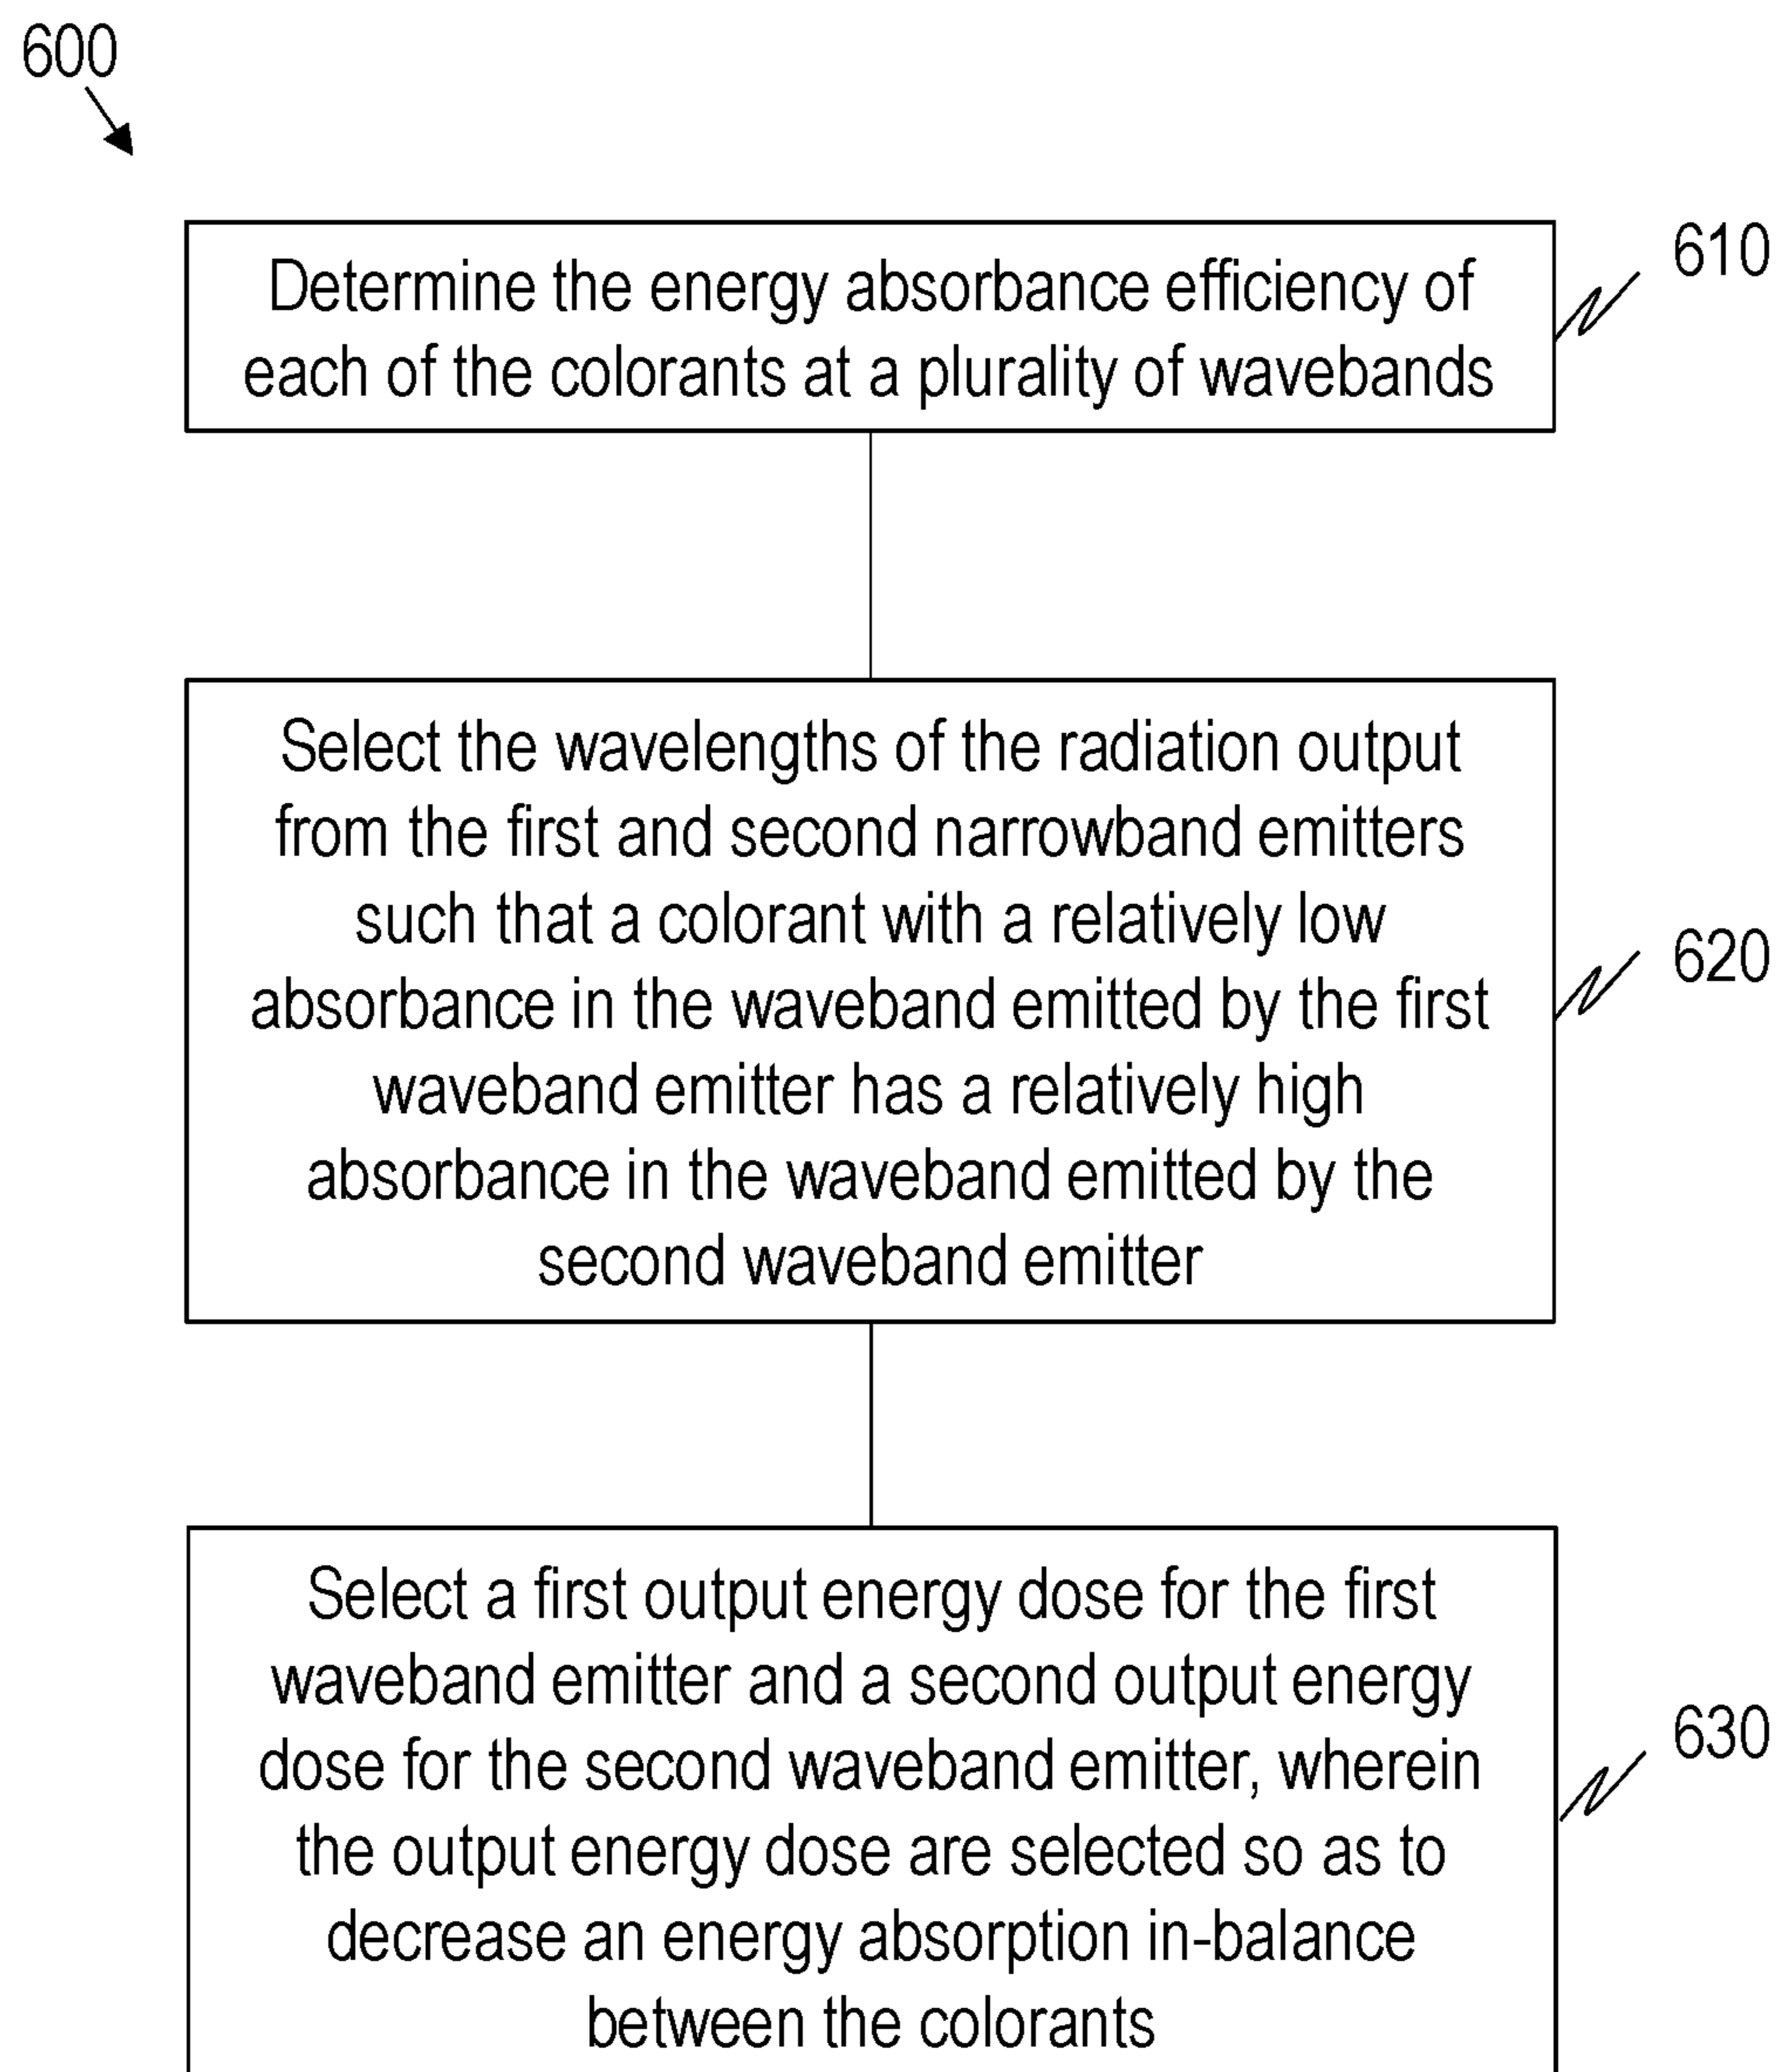 600
Determine the energy absorbance efficiency of
each of the colorants at a plurality of wavebands
610
Select the wavelengths of the radiation output
from the first and second narrowband emitters
such that a colorant with a relatively low
absorbance in the waveband emitted by the first
waveband emitter has a relatively high
absorbance in the waveband emitted by the
second waveband emitter
620
Select a first output energy dose for the first
waveband emitter and a second output energy
dose for the second waveband emitter, wherein
the output energy dose are selected so as to
decrease an energy absorption in-balance
between the colorants
630